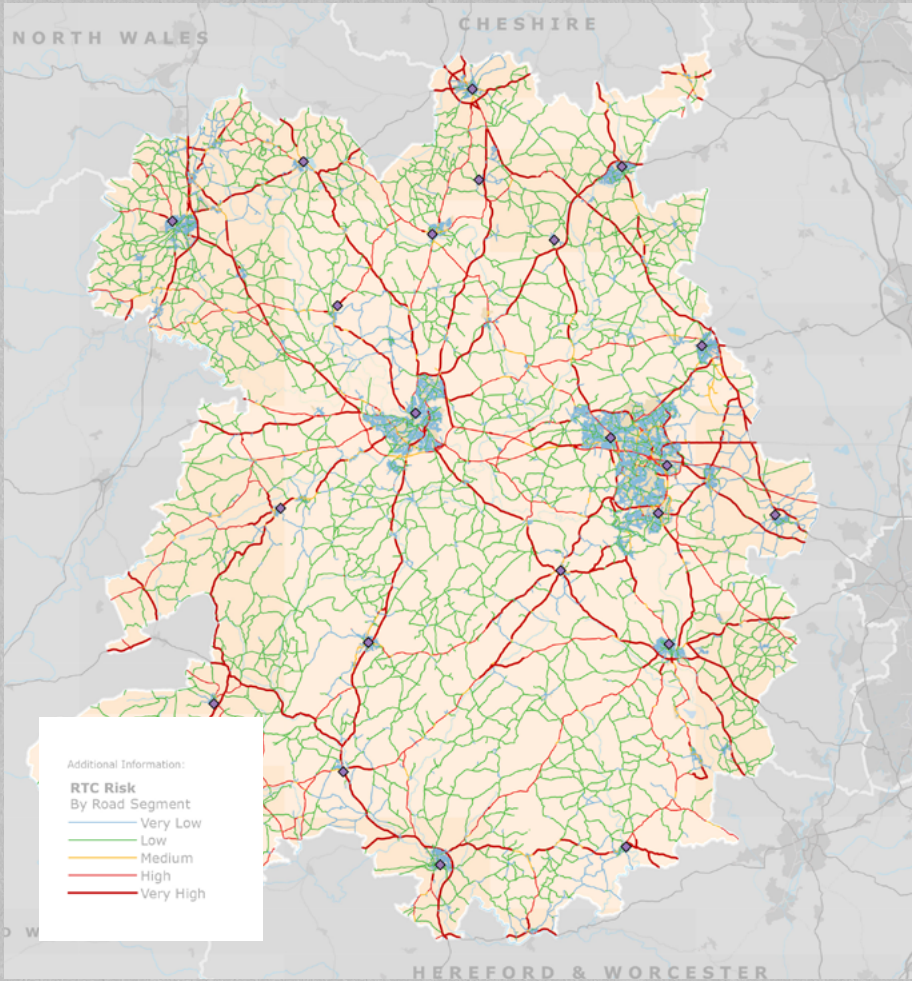 CHESHIRE
NORTH WALES
Additional Information:
RTC Risk
By Road Segment
Very Low
Low
Medium
High
Very High
HEREFORD & WORCESTER